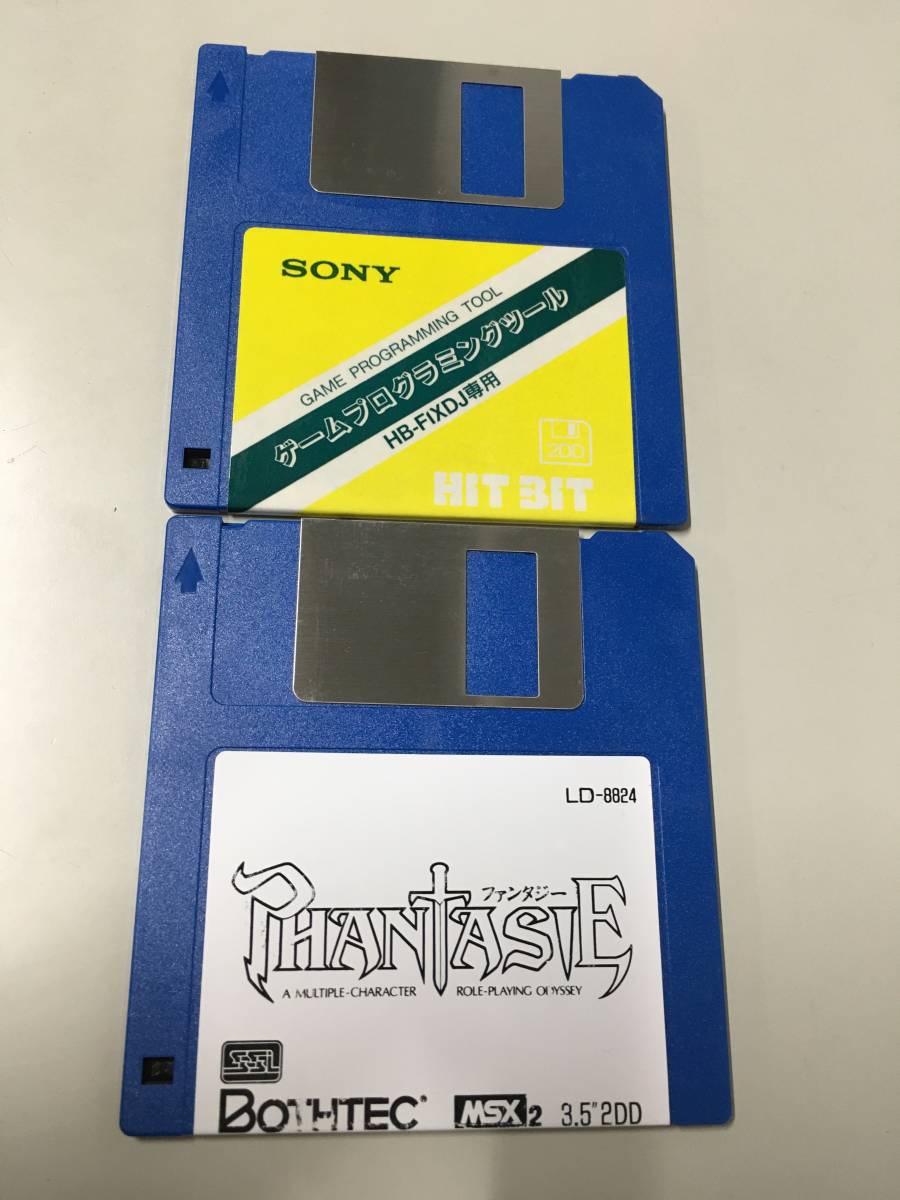 SONY
GAME PROGRAMMING TOOL
ゲームプログラミングツール
HB-F1XDJ専用
2DD
HIT BIT
LD-8824
ファンタジー
PHANTASIE
A MULTIPLE-CHARACTER ROLE-PLAYING ODYSSEY
SSI
BOTHTEC
MSX2 3.5"2DD